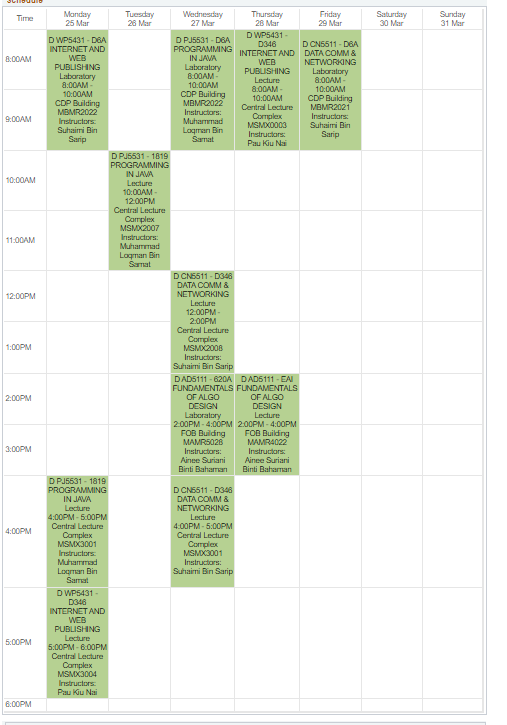 Schedule
Time
Monday
25 Mar
Tuesday
26 Mar
Wednesday
27 Mar
Thursday
28 Mar
Friday
29 Mar
Saturday
30 Mar
Sunday
31 Mar
8:00AM
D WP5431 - D6A
INTERNET AND
WEB
PUBLISHING
Laboratory
8:00AM -
10:00AM
CDP Building
MBMR2022
Instructors:
Suhaimi Bin
Sarip
D PJ5531 - D6A
PROGRAMMING
IN JAVA
Laboratory
8:00AM -
10:00AM
CDP Building
MBMR2022
Instructors:
Muhammad
Loqman Bin
Samat
D WP5431 -
D346
INTERNET AND
WEB
PUBLISHING
Lecture
8:00AM -
10:00AM
Central Lecture
Complex
MSMX0003
Instructors:
Pau Kiu Nai
D CN5511 - D6A
DATA COMM &
NETWORKING
Laboratory
8:00AM -
10:00AM
CDP Building
MBMR2021
Instructors:
Suhaimi Bin
Sarip
9:00AM
10:00AM
D PJ5531 - 1819
PROGRAMMING
IN JAVA
Lecture
10:00AM -
12:00PM
Central Lecture
Complex
MSMX2007
Instructors:
Muhammad
Loqman Bin
Samat
11:00AM
12:00PM
D CN5511 - D346
DATA COMM &
NETWORKING
Lecture
12:00PM -
2:00PM
Central Lecture
Complex
MSMX2008
Instructors:
Suhaimi Bin Sarip
1:00PM
2:00PM
D AD5111 - 620A
FUNDAMENTALS
OF ALGO
DESIGN
Laboratory
2:00PM - 4:00PM
FOB Building
MAMR5028
Instructors:
Ainee Suriani
Binti Bahaman
D AD5111 - EAI
FUNDAMENTALS
OF ALGO
DESIGN
Lecture
2:00PM - 4:00PM
FOB Building
MAMR4022
Instructors:
Ainee Suriani
Binti Bahaman
3:00PM
4:00PM
D PJ5531 - 1819
PROGRAMMING
IN JAVA
Lecture
4:00PM - 5:00PM
Central Lecture
Complex
MSMX3001
Instructors:
Muhammad
Loqman Bin
Samat
D CN5511 - D346
DATA COMM &
NETWORKING
Lecture
4:00PM - 5:00PM
Central Lecture
Complex
MSMX3001
Instructors:
Suhaimi Bin Sarip
5:00PM
D WP5431 -
D346
INTERNET AND
WEB
PUBLISHING
Lecture
5:00PM - 6:00PM
Central Lecture
Complex
MSMX3004
Instructors:
Pau Kiu Nai
6:00PM